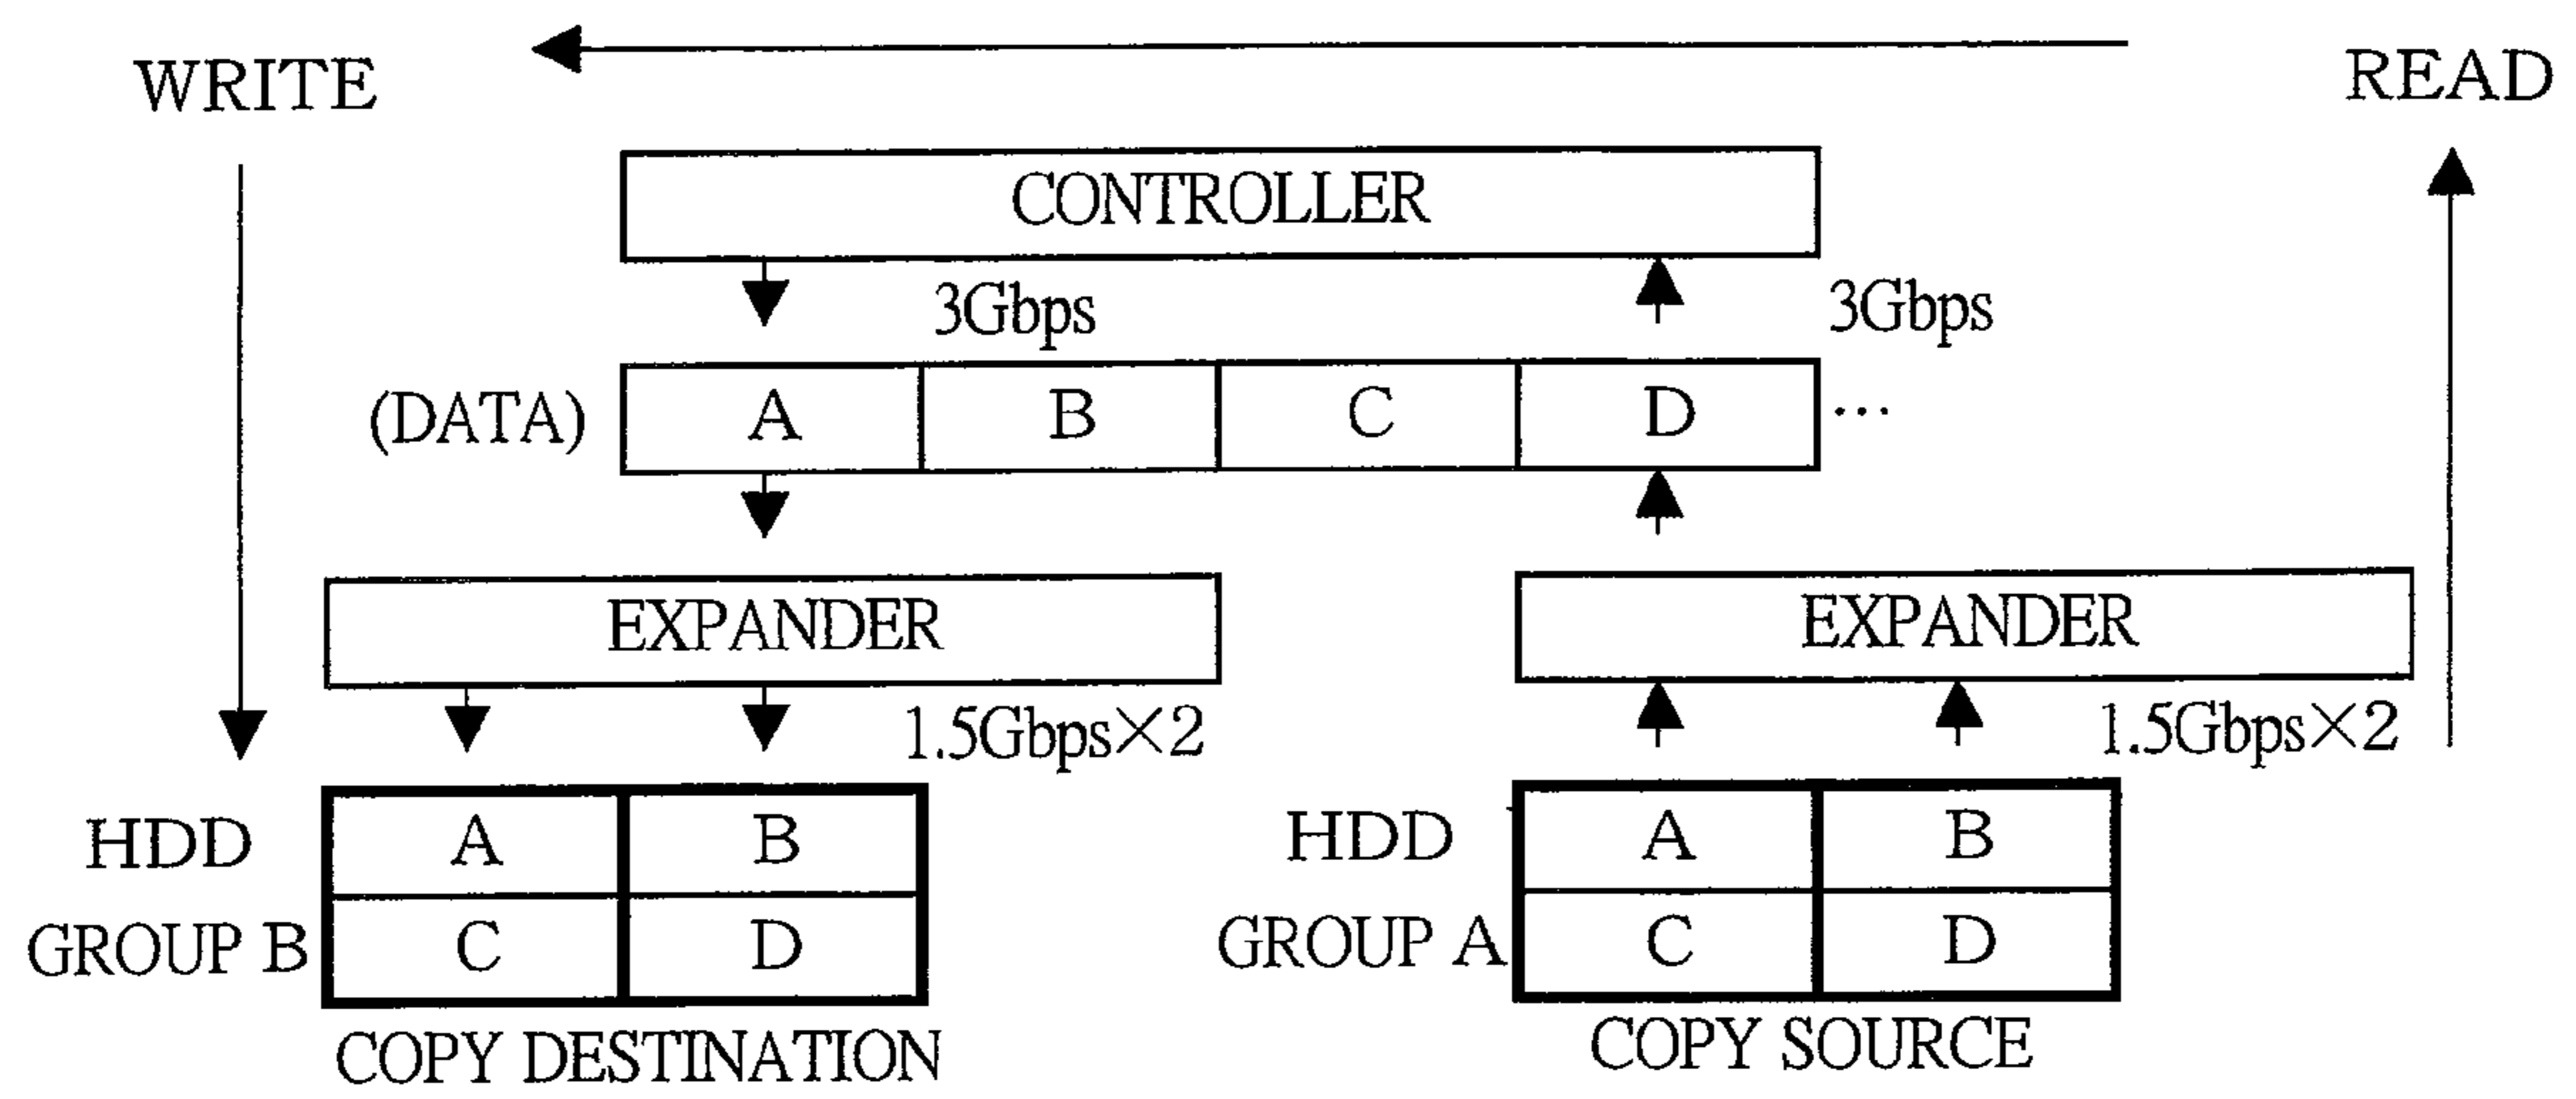 WRITE
READ
CONTROLLER
3Gbps
3Gbps
(DATA)
A
B
C
D
…
EXPANDER
EXPANDER
1.5Gbps×2
1.5Gbps×2
HDD
A
B
HDD
A
B
GROUP B
C
D
GROUP A
C
D
COPY DESTINATION
COPY SOURCE